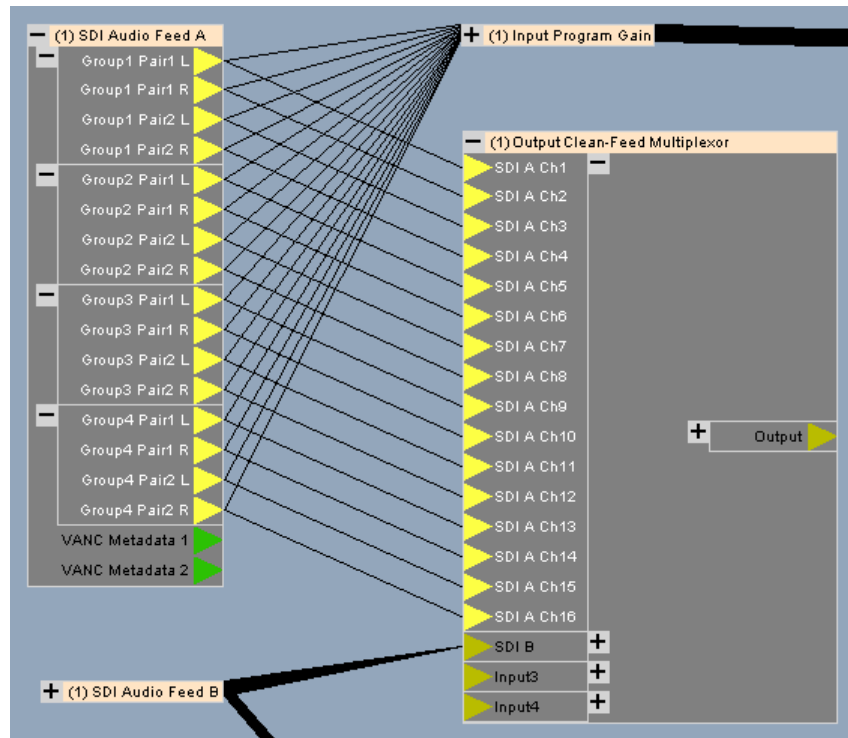 (1) SDI Audio Feed A
Group1 Pair1 L
Group1 Pair1 R
Group1 Pair2 L
Group1 Pair2 R
Group2 Pair1 L
Group2 Pair1 R
Group2 Pair2 L
Group2 Pair2 R
Group3 Pair1 L
Group3 Pair1 R
Group3 Pair2 L
Group3 Pair2 R
Group4 Pair1 L
Group4 Pair1 R
Group4 Pair2 L
Group4 Pair2 R
VANC Metadata 1
VANC Metadata 2
(1) Input Program Gain
(1) Output Clean-Feed Multiplexor
SDI A Ch1
SDI A Ch2
SDI A Ch3
SDI A Ch4
SDI A Ch5
SDI A Ch6
SDI A Ch7
SDI A Ch8
SDI A Ch9
SDI A Ch10
SDI A Ch11
SDI A Ch12
SDI A Ch13
SDI A Ch14
SDI A Ch15
SDI A Ch16
SDI B
Input3
Input4
Output
(1) SDI Audio Feed B